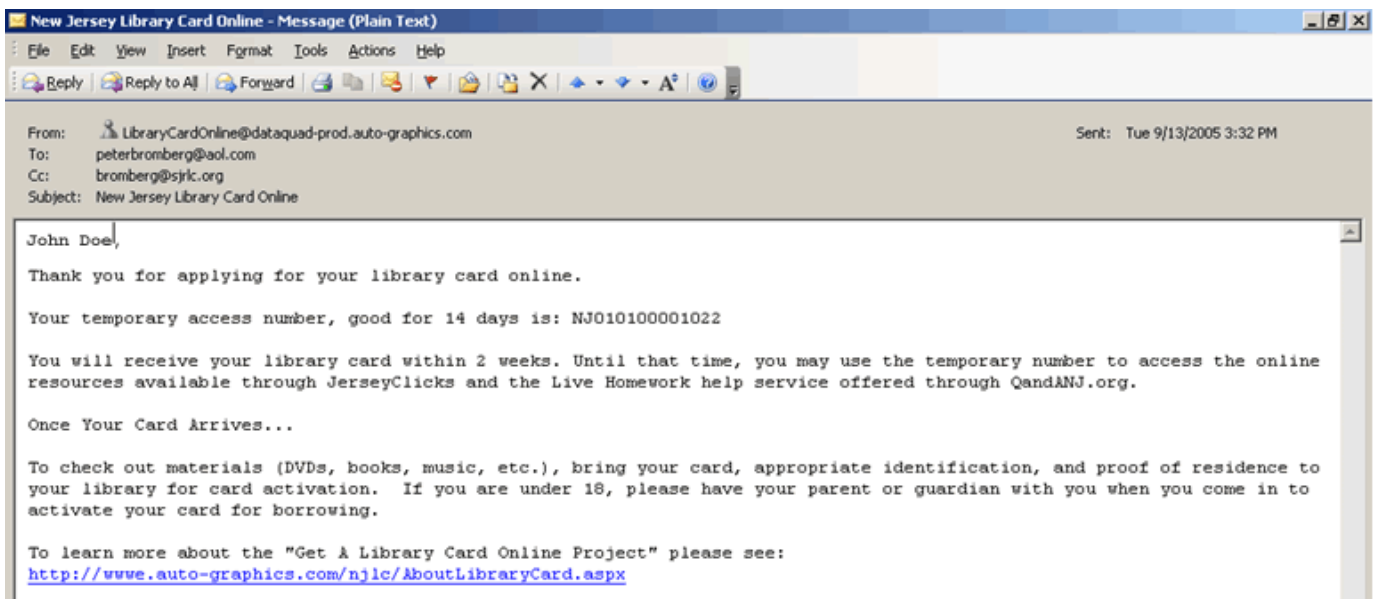 New Jersey Library Card Online - Message (Plain Text)
File Edit View Insert Format Tools Actions Help
Reply Reply to All Forward
From: LibraryCardOnline@dataquad-prod.auto-graphics.com Sent: Tue 9/13/2005 3:32 PM
To: peterbromberg@aol.com
Cc: bromberg@sjrlc.org
Subject: New Jersey Library Card Online
John Doe,
Thank you for applying for your library card online.
Your temporary access number, good for 14 days is: NJ010100001022
You will receive your library card within 2 weeks. Until that time, you may use the temporary number to access the online
resources available through JerseyClicks and the Live Homework help service offered through QandANJ.org.
Once Your Card Arrives...
To check out materials (DVDs, books, music, etc.), bring your card, appropriate identification, and proof of residence to
your library for card activation.  If you are under 18, please have your parent or guardian with you when you come in to
activate your card for borrowing.
To learn more about the "Get A Library Card Online Project" please see:
http://wwwe.auto-graphics.com/njlc/AboutLibraryCard.aspx